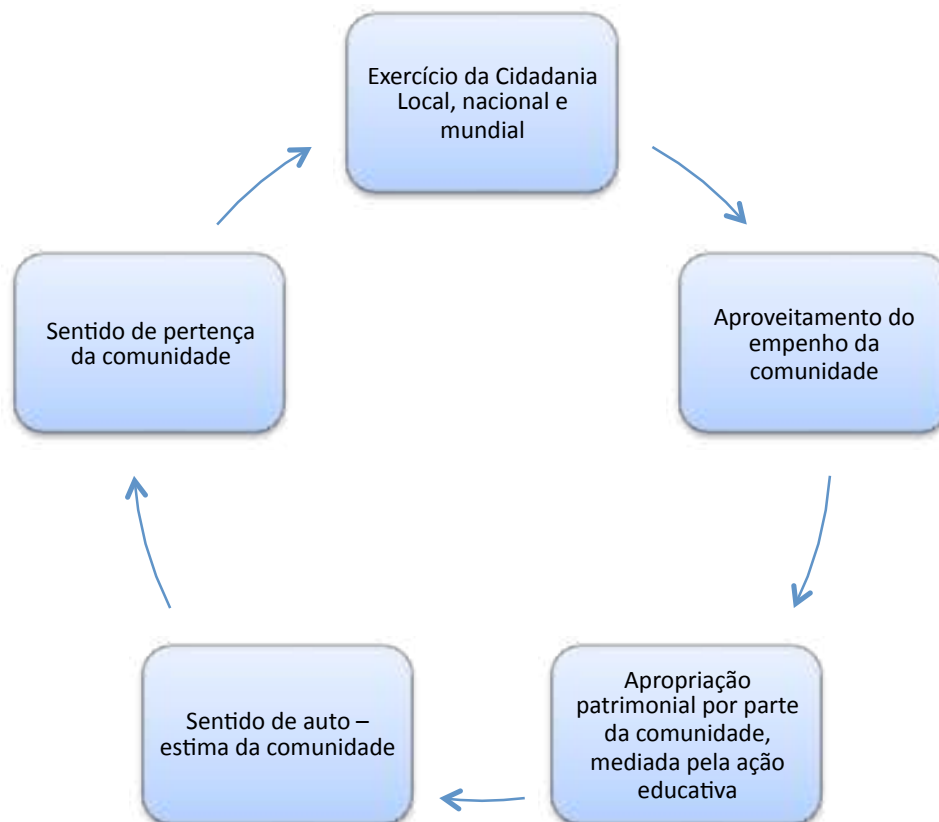 Exercício da Cidadania
Local, nacional e
mundial
Aproveitamento do
empenho da
comunidade
Apropriação
patrimonial por parte
da comunidade,
mediada pela ação
educativa
Sentido de auto –
estima da comunidade
Sentido de pertença
da comunidade